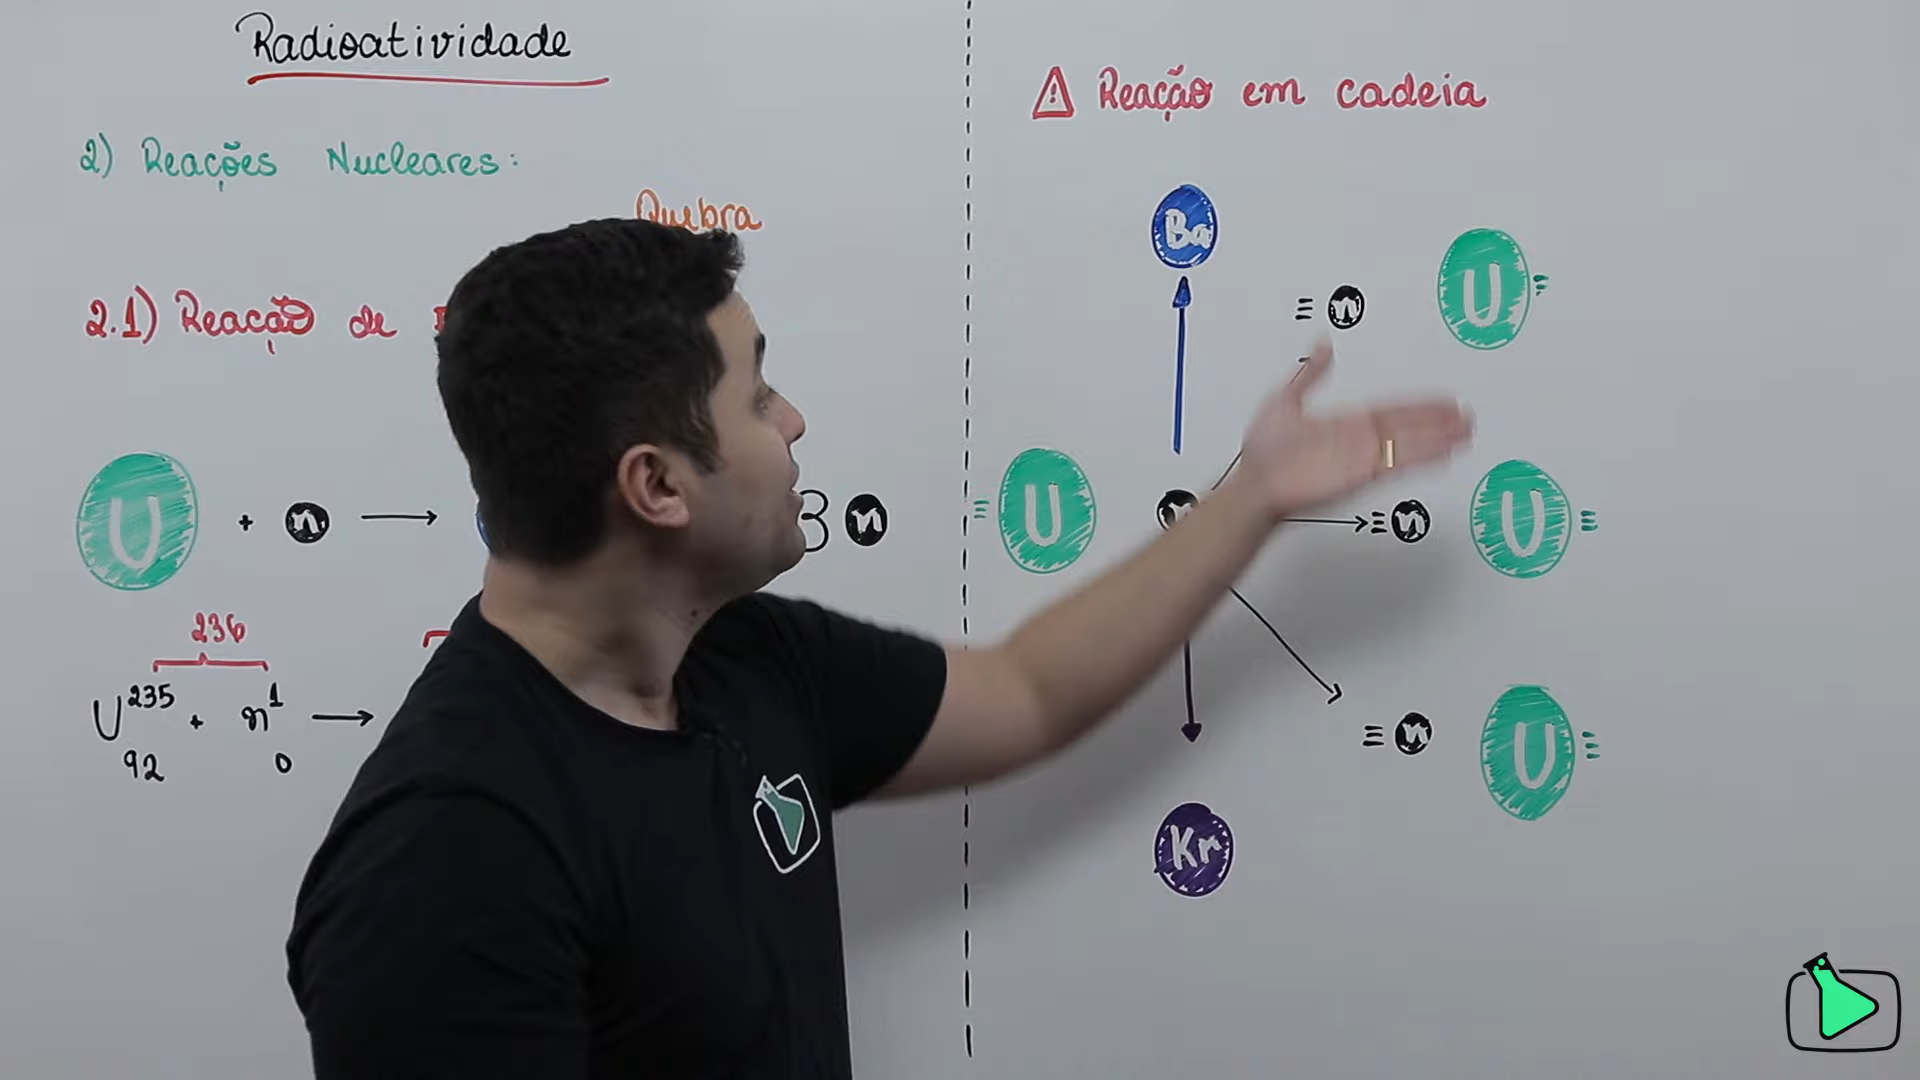 Radioatividade
2) Reações Nucleares:
Quebra
2.1) Reação de
U + n → 3 n
236
U 235 + n 1 →
92 0
⚠ Reação em cadeia
Ba
n U
U n n U
n U
Kr